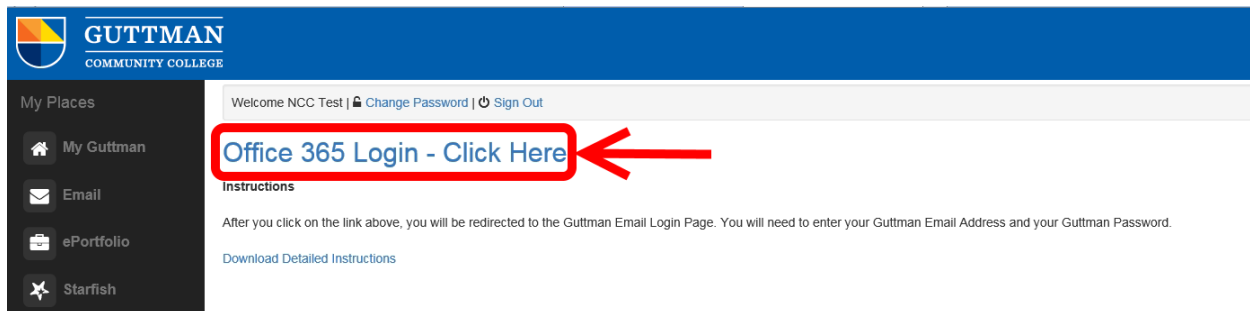 GUTTMAN
COMMUNITY COLLEGE
My Places
My Guttman
Email
ePortfolio
Starfish
Welcome NCC Test | Change Password | Sign Out
Office 365 Login - Click Here
Instructions
After you click on the link above, you will be redirected to the Guttman Email Login Page. You will need to enter your Guttman Email Address and your Guttman Password.
Download Detailed Instructions